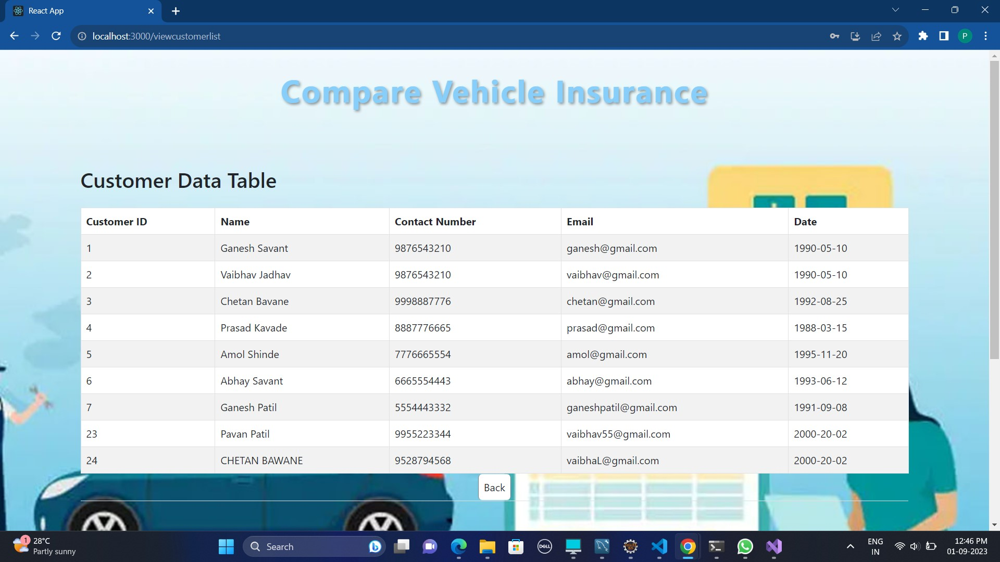 React App
localhost:3000/viewcustomerlist
P
Compare Vehicle Insurance
Customer Data Table
Customer ID Name Contact Number Email Date
1 Ganesh Savant 9876543210 ganesh@gmail.com 1990-05-10
2 Vaibhav Jadhav 9876543210 vaibhav@gmail.com 1990-05-10
3 Chetan Bavane 9998887776 chetan@gmail.com 1992-08-25
4 Prasad Kavade 8887776665 prasad@gmail.com 1988-03-15
5 Amol Shinde 7776665554 amol@gmail.com 1995-11-20
6 Abhay Savant 6665554443 abhay@gmail.com 1993-06-12
7 Ganesh Patil 5554443332 ganeshpatil@gmail.com 1991-09-08
23 Pavan Patil 9955223344 vaibhav55@gmail.com 2000-20-02
24 CHETAN BAWANE 9528794568 vaibhaL@gmail.com 2000-20-02
Back
1
28°C
Partly sunny
Search
DELL
ENG
IN
12:46 PM
01-09-2023